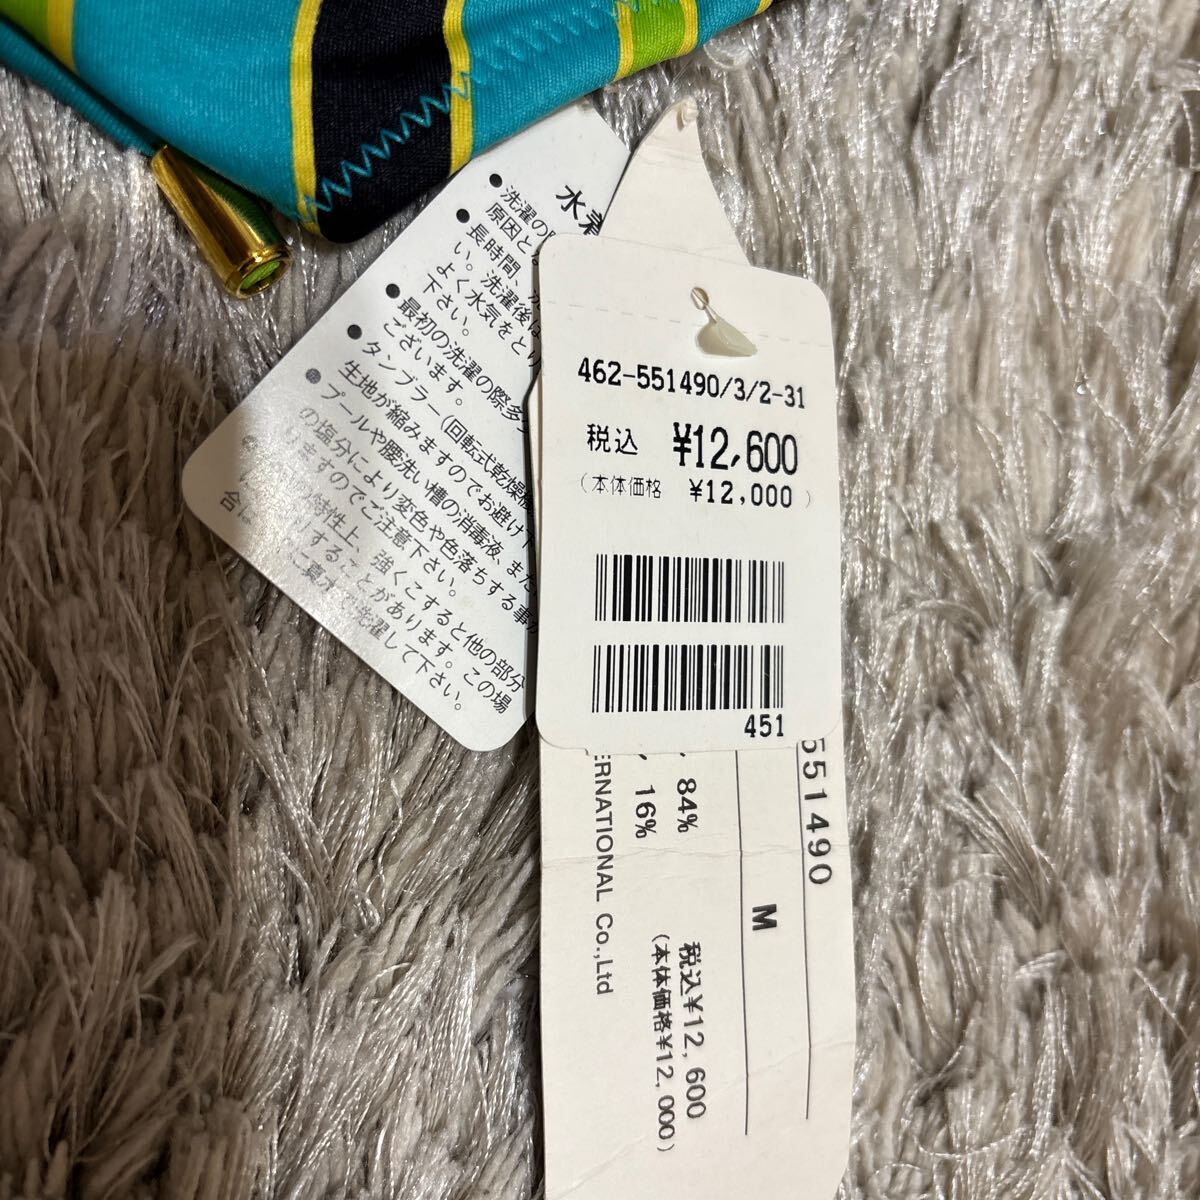 水着
●洗濯の
原因と
●長時間、
い。洗濯後は
よく水気をとり
下さい。
●最初の洗濯の際多少
ございます。
●タンブラー(回転式乾燥機
生地が縮みますのでお避け下
●プールや腰洗い槽の消毒液、また
の塩分により変色や色落ちする事が
ますのでご注意下さい。
特性上、強くこすると他の部分
することがあります。この場
合は
真水で洗濯して下さい。
462-551490/3/2-31
税込 ¥12,600
(本体価格 ¥12,000)
451
551490
M
84%
16%
ERNATIONAL Co.,Ltd
税込¥12,600
(本体価格¥12,000)